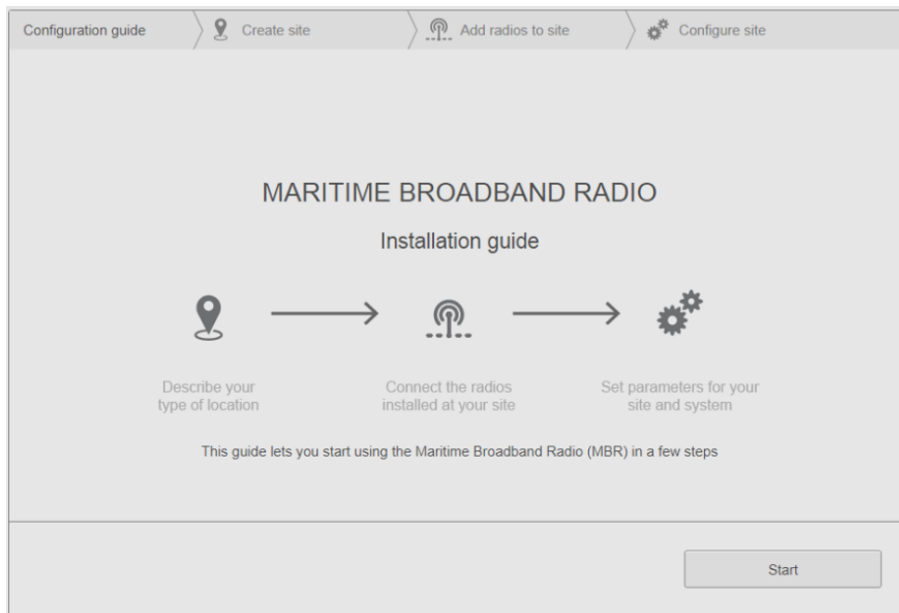 Configuration guide
Create site
Add radios to site
Configure site
MARITIME BROADBAND RADIO
Installation guide
Describe your
type of location
Connect the radios
installed at your site
Set parameters for your
site and system
This guide lets you start using the Maritime Broadband Radio (MBR) in a few steps
Start